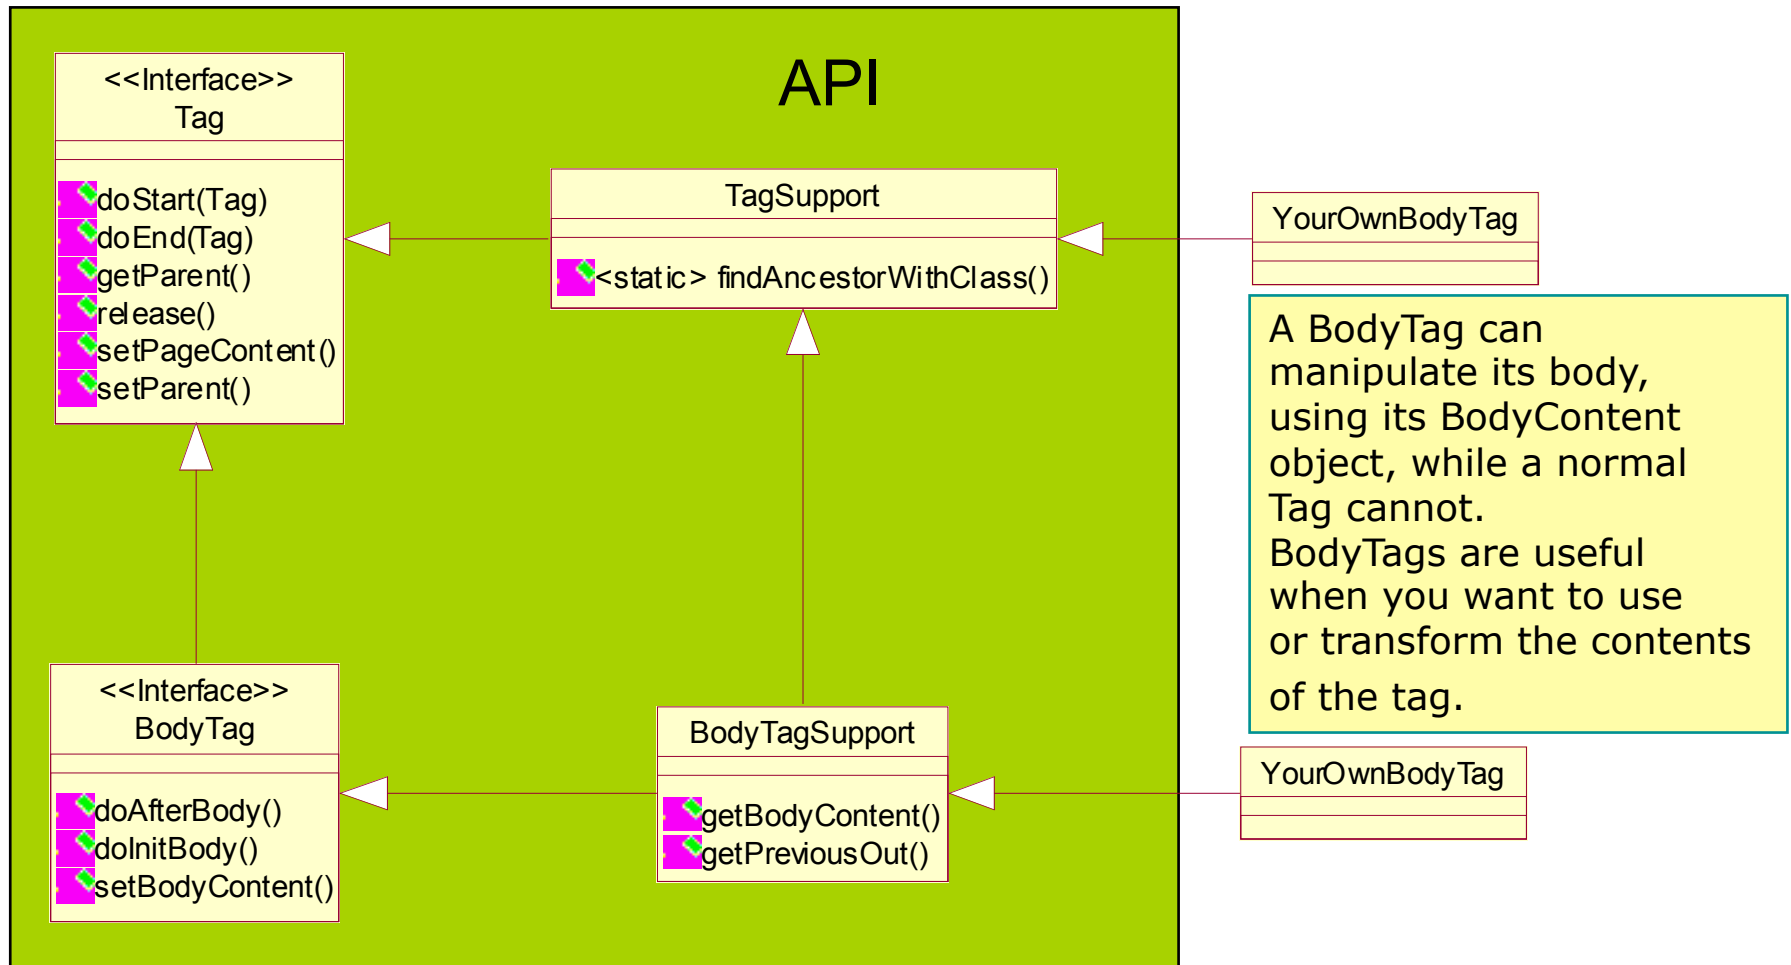 API
<<Interface>>
Tag
doStart(Tag)
doEnd(Tag)
getParent()
release()
setPageContent()
setParent()
TagSupport
<static> findAncestorWithClass()
YourOwnBodyTag
A BodyTag can
manipulate its body,
using its BodyContent
object, while a normal
Tag cannot.
BodyTags are useful
when you want to use
or transform the contents
of the tag.
<<Interface>>
BodyTag
doAfterBody()
doInitBody()
setBodyContent()
BodyTagSupport
getBodyContent()
getPreviousOut()
YourOwnBodyTag